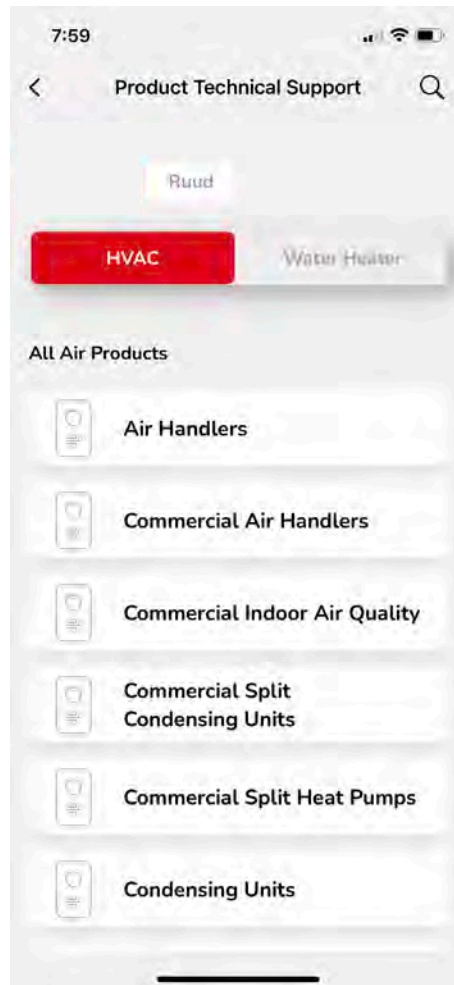 7:59
Product Technical Support
Ruud
HVAC
Water Heater
All Air Products
Air Handlers
Commercial Air Handlers
Commercial Indoor Air Quality
Commercial Split
Condensing Units
Commercial Split Heat Pumps
Condensing Units